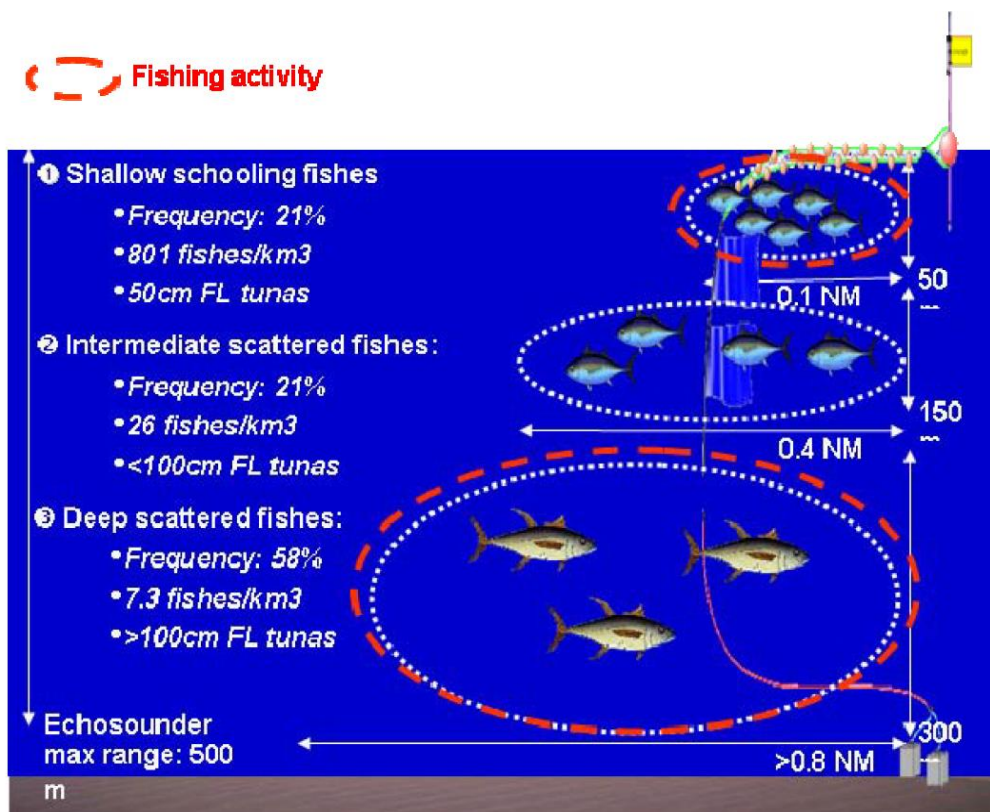 Fishing activity
❶ Shallow schooling fishes
•Frequency: 21%
•801 fishes/km3
•50cm FL tunas
50
m
0.1 NM
❷ Intermediate scattered fishes:
•Frequency: 21%
•26 fishes/km3
•<100cm FL tunas
150
m
0.4 NM
❸ Deep scattered fishes:
•Frequency: 58%
•7.3 fishes/km3
•>100cm FL tunas
Echosounder
max range: 500
m
300
>0.8 NM